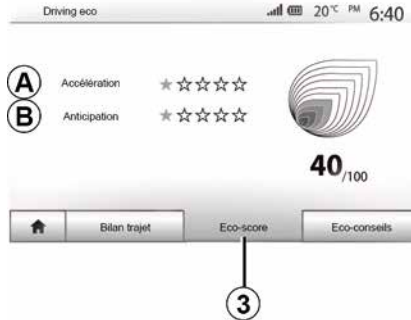 Driving eco 20°C PM 6:40
A Accélération
B Anticipation
40/100
Bilan trajet Eco-score Eco-conseils
3